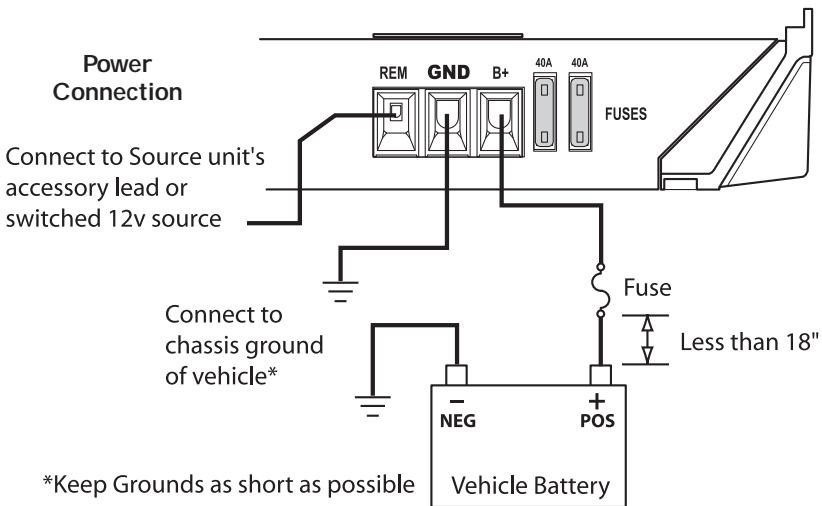 Power
Connection
REM GND B+
40A 40A
FUSES
Connect to Source unit's
accessory lead or
switched 12v source
Connect to
chassis ground
of vehicle*
Fuse
Less than 18"
− +
NEG POS
*Keep Grounds as short as possible
Vehicle Battery